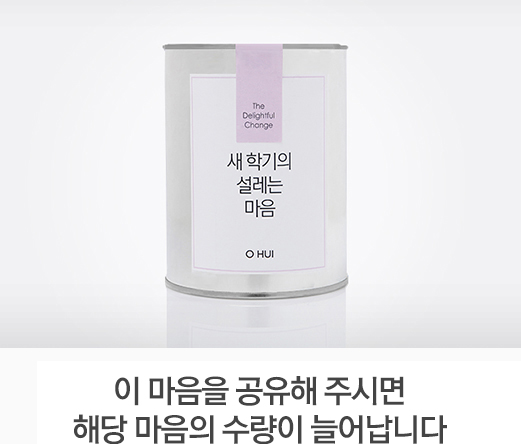 The
Delightful
Change
새 학기의
설레는
마음
O HUI
이 마음을 공유해 주시면
해당 마음의 수량이 늘어납니다